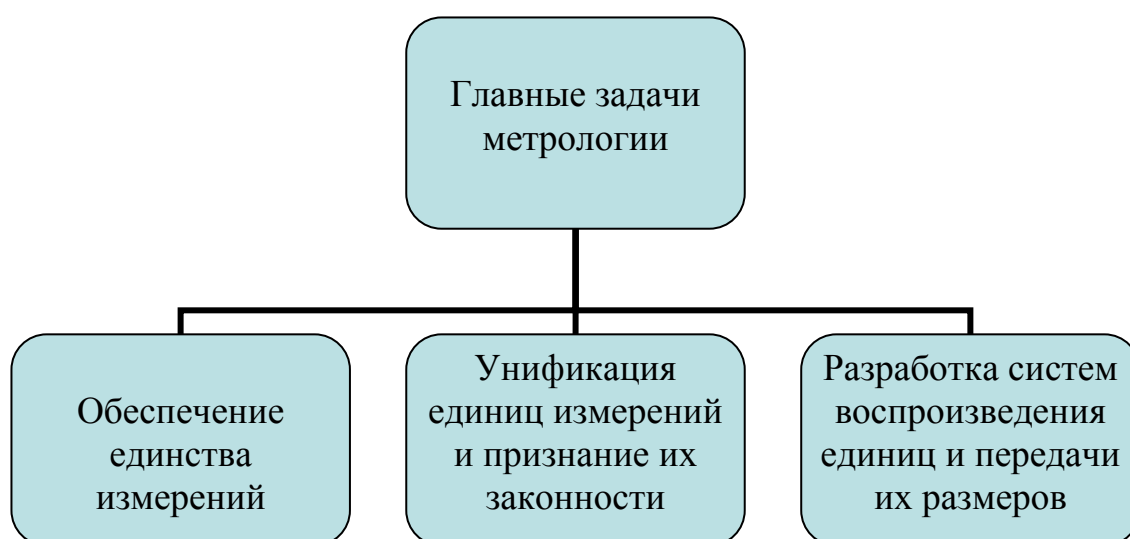 Главные задачи
метрологии
Обеспечение
единства
измерений
Унификация
единиц измерений
и признание их
законности
Разработка систем
воспроизведения
единиц и передачи
их размеров